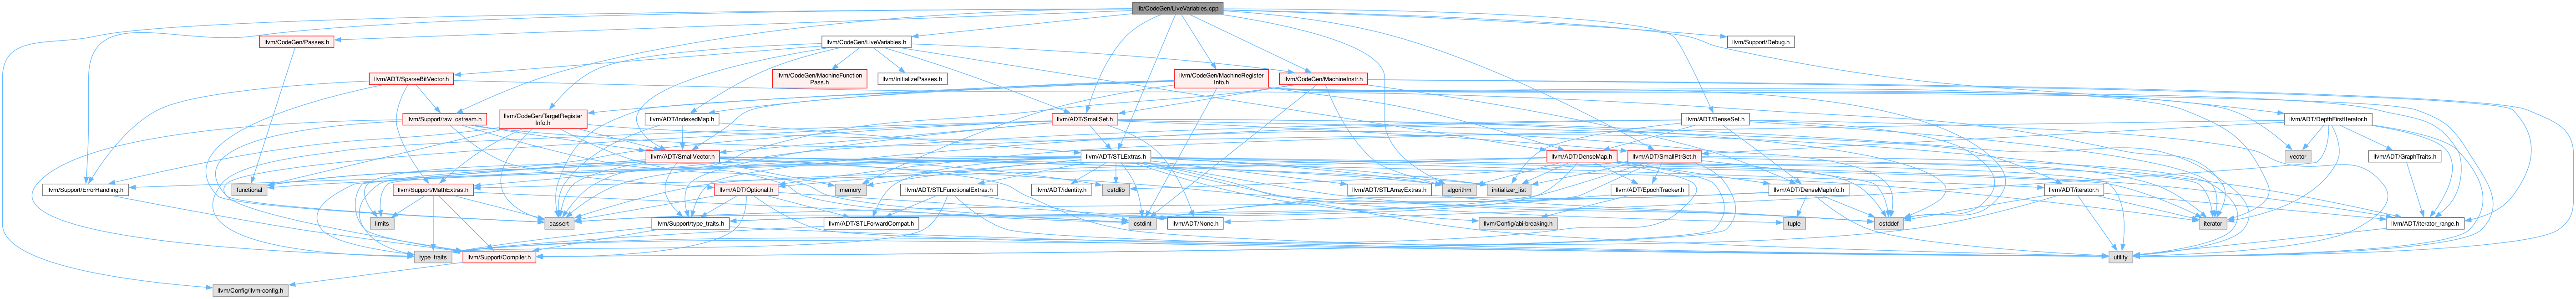 lib/CodeGen/LiveVariables.cpp
llvm/CodeGen/Passes.h
llvm/CodeGen/LiveVariables.h
llvm/Support/Debug.h
llvm/ADT/SparseBitVector.h
llvm/CodeGen/MachineFunction
Pass.h
llvm/InitializePasses.h
llvm/CodeGen/MachineRegister
Info.h
llvm/CodeGen/MachineInstr.h
llvm/Support/raw_ostream.h
llvm/CodeGen/TargetRegister
Info.h
llvm/ADT/IndexedMap.h
llvm/ADT/SmallSet.h
llvm/ADT/DenseSet.h
llvm/ADT/DepthFirstIterator.h
llvm/ADT/SmallVector.h
llvm/ADT/STLExtras.h
llvm/ADT/DenseMap.h
llvm/ADT/SmallPtrSet.h
vector
llvm/ADT/GraphTraits.h
llvm/Support/ErrorHandling.h
functional
llvm/Support/MathExtras.h
llvm/ADT/Optional.h
memory
cstdlib
llvm/ADT/STLFunctionalExtras.h
llvm/ADT/identity.h
llvm/ADT/STLArrayExtras.h
algorithm
initializer_list
llvm/ADT/EpochTracker.h
llvm/ADT/DenseMapInfo.h
llvm/ADT/iterator.h
limits
cassert
llvm/Support/type_traits.h
llvm/ADT/STLForwardCompat.h
cstdint
llvm/ADT/None.h
llvm/Config/abi-breaking.h
tuple
cstddef
iterator
llvm/ADT/iterator_range.h
type_traits
llvm/Support/Compiler.h
utility
llvm/Config/llvm-config.h